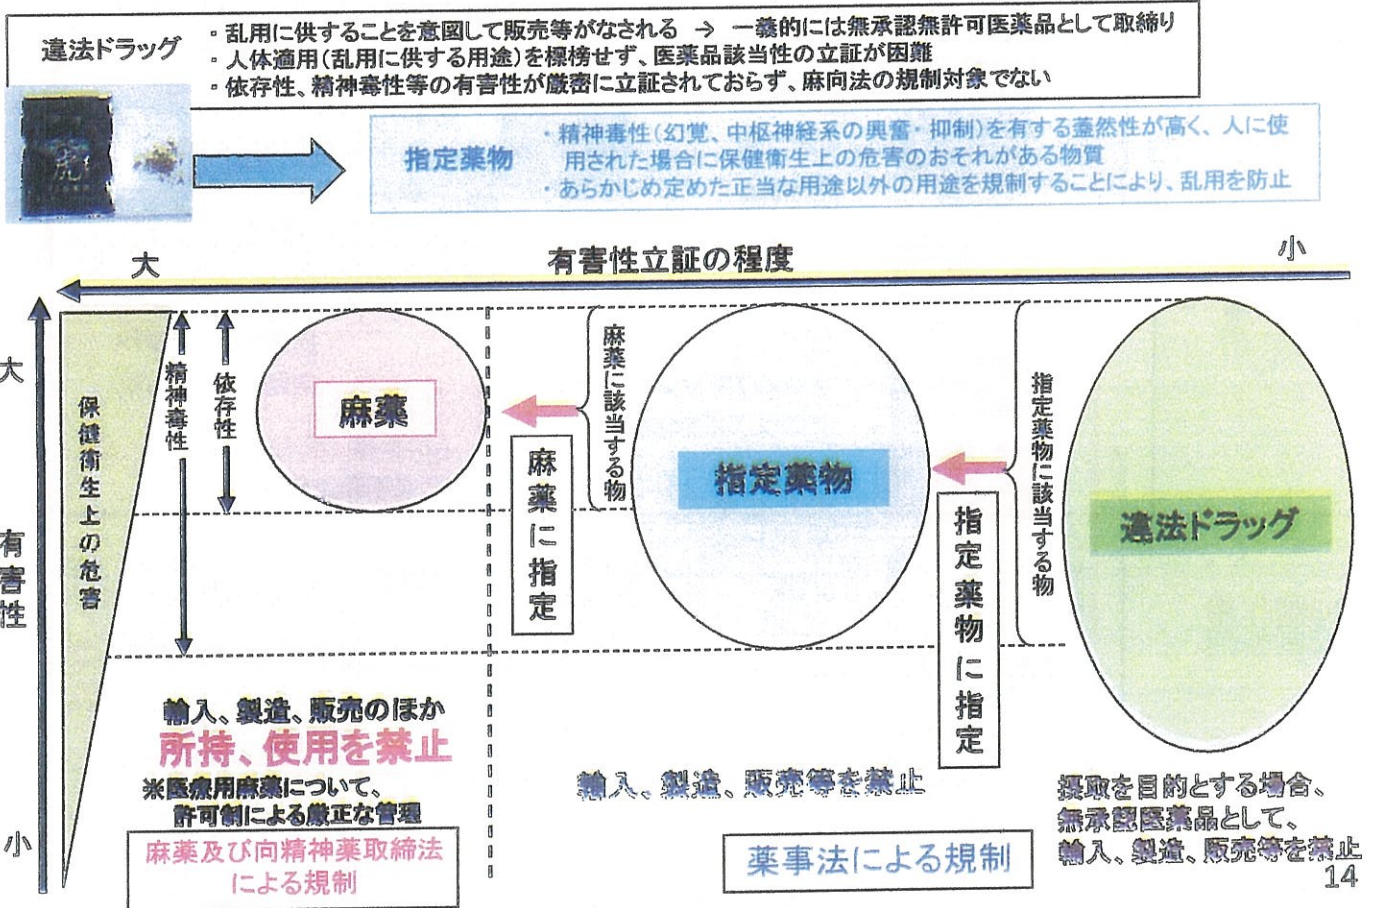 違法ドラッグ
・乱用に供することを意図して販売等がなされる → 一義的には無承認無許可医薬品として取締り
・人体適用(乱用に供する用途)を標榜せず、医薬品該当性の立証が困難
・依存性、精神毒性等の有害性が厳密に立証されておらず、麻向法の規制対象でない
虎
指定薬物
・精神毒性(幻覚、中枢神経系の興奮・抑制)を有する蓋然性が高く、人に使
用された場合に保健衛生上の危害のおそれがある物質
・あらかじめ定めた正当な用途以外の用途を規制することにより、乱用を防止
大
有害性立証の程度
小
大
有害性
小
保健衛生上の危害
精神毒性
依存性
麻薬
麻薬に指定
麻薬に該当する物
指定薬物
指定薬物に指定
指定薬物に該当する物
違法ドラッグ
輸入、製造、販売のほか
所持、使用を禁止
※医療用麻薬について、
許可制による厳正な管理
麻薬及び向精神薬取締法
による規制
輸入、製造、販売等を禁止
薬事法による規制
摂取を目的とする場合、
無承認医薬品として、
輸入、製造、販売等を禁止
14